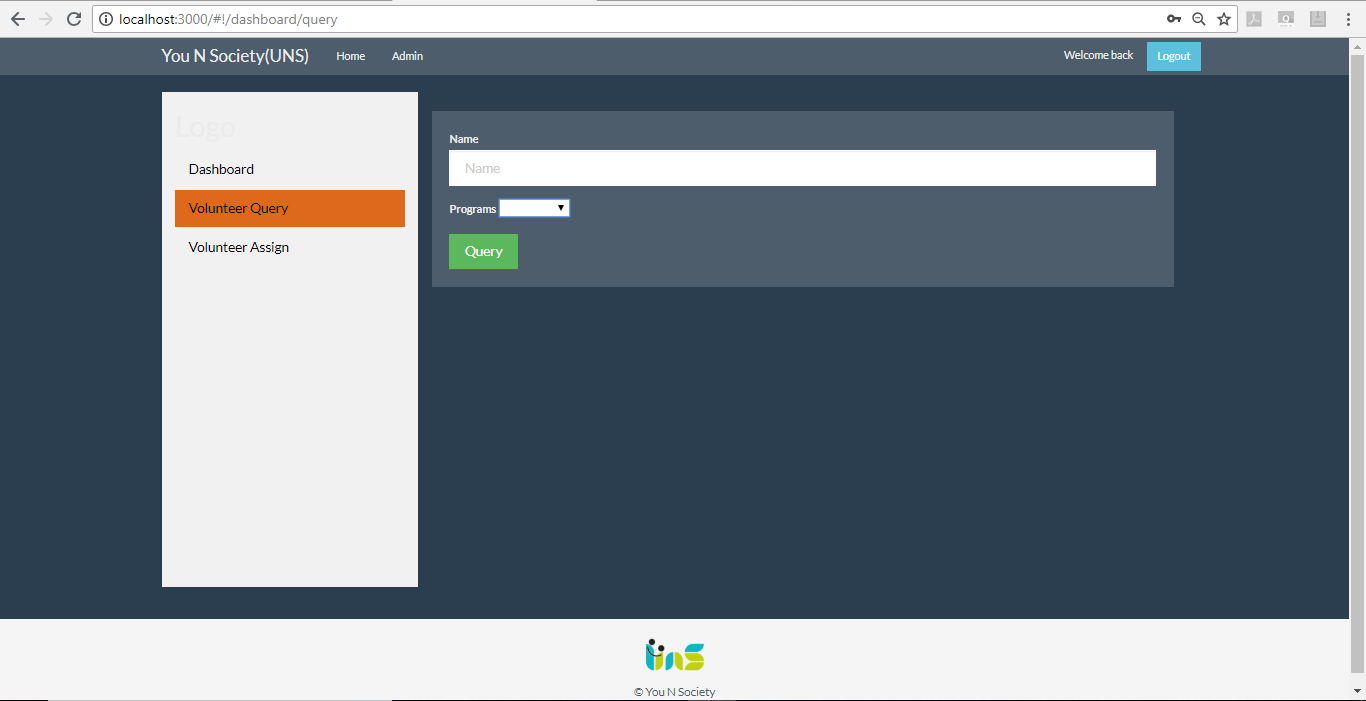 localhost:3000/#!/dashboard/query
You N Society(UNS) Home Admin Welcome back Logout
Logo
Dashboard
Volunteer Query
Volunteer Assign
Name
Name
Programs
Query
uns
© You N Society